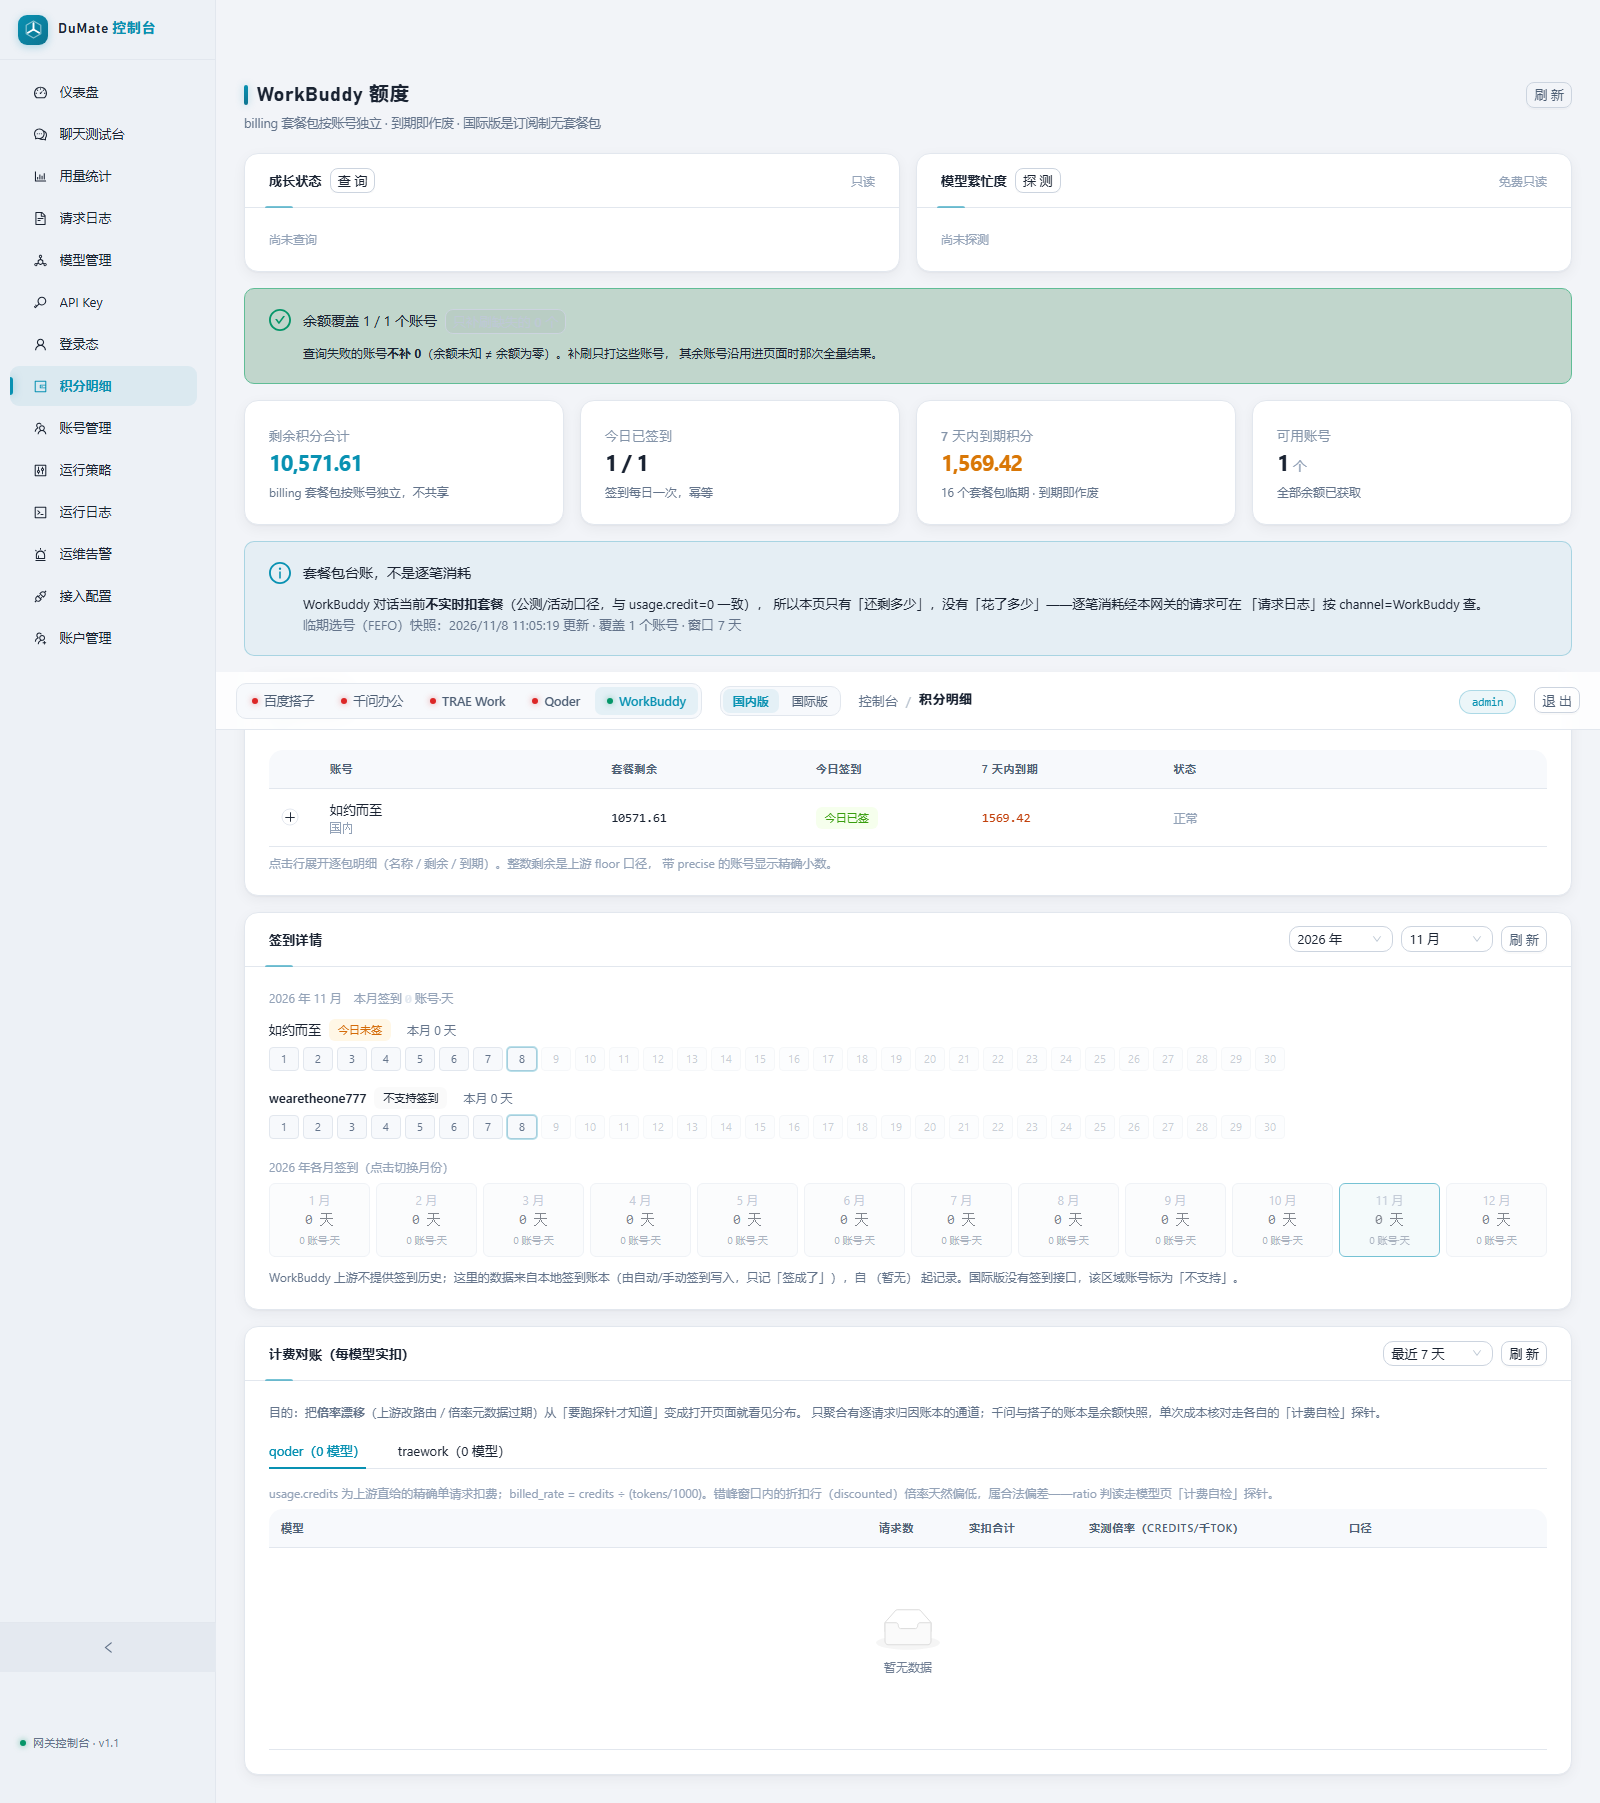 DuMate 控制台
仪表盘
聊天测试台
用量统计
请求日志
模型管理
API Key
登录态
积分明细
账号管理
运行策略
运行日志
运维告警
接入配置
账户管理
网关控制台 · v1.1
WorkBuddy 额度
刷 新
billing 套餐包按账号独立 · 到期即作废 · 国际版是订阅制无套餐包
成长状态 查 询 只读
尚未查询
模型繁忙度 探 测 免费只读
尚未探测
余额覆盖 1 / 1 个账号
查询失败的账号不补 0（余额未知 ≠ 余额为零）。补刷只打这些账号， 其余账号沿用进页面时那次全量结果。
剩余积分合计
10,571.61
billing 套餐包按账号独立，不共享
今日已签到
1 / 1
签到每日一次，幂等
7 天内到期积分
1,569.42
16 个套餐包临期 · 到期即作废
可用账号
1 个
全部余额已获取
套餐包台账，不是逐笔消耗
WorkBuddy 对话当前不实时扣套餐（公测/活动口径，与 usage.credit=0 一致）， 所以本页只有「还剩多少」，没有「花了多少」——逐笔消耗经本网关的请求可在 「请求日志」按 channel=WorkBuddy 查。
临期选号（FEFO）快照：2026/11/8 11:05:19 更新 · 覆盖 1 个账号 · 窗口 7 天
百度搭子 千问办公 TRAE Work Qoder WorkBuddy 国内版 国际版 控制台 / 积分明细 admin 退 出
账号 套餐剩余 今日签到 7 天内到期 状态
如约而至 10571.61 今日已签 1569.42 正常
国内
点击行展开逐包明细（名称 / 剩余 / 到期）。整数剩余是上游 floor 口径， 带 precise 的账号显示精确小数。
签到详情 2026 年 11 月 刷 新
2026 年 11 月 本月签到 0 账号·天
如约而至 今日未签 本月 0 天
1 2 3 4 5 6 7 8 9 10 11 12 13 14 15 16 17 18 19 20 21 22 23 24 25 26 27 28 29 30
wearetheone777 不支持签到 本月 0 天
1 2 3 4 5 6 7 8 9 10 11 12 13 14 15 16 17 18 19 20 21 22 23 24 25 26 27 28 29 30
2026 年各月签到（点击切换月份）
1 月 2 月 3 月 4 月 5 月 6 月 7 月 8 月 9 月 10 月 11 月 12 月
0 天 0 天 0 天 0 天 0 天 0 天 0 天 0 天 0 天 0 天 0 天 0 天
0 账号·天 0 账号·天 0 账号·天 0 账号·天 0 账号·天 0 账号·天 0 账号·天 0 账号·天 0 账号·天 0 账号·天 0 账号·天 0 账号·天
WorkBuddy 上游不提供签到历史；这里的数据来自本地签到账本（由自动/手动签到写入，只记「签成了」），自 （暂无） 起记录。国际版没有签到接口，该区域账号标为「不支持」。
计费对账（每模型实扣） 最近 7 天 刷 新
目的：把倍率漂移（上游改路由 / 倍率元数据过期）从「要跑探针才知道」变成打开页面就看见分布。 只聚合有逐请求归因账本的通道；千问与搭子的账本是余额快照，单次成本核对走各自的「计费自检」探针。
qoder（0 模型） traework（0 模型）
usage.credits 为上游直给的精确单请求扣费；billed_rate = credits ÷ (tokens/1000)。错峰窗口内的折扣行（discounted）倍率天然偏低，属合法偏差——ratio 判读走模型页「计费自检」探针。
模型 请求数 实扣合计 实测倍率（CREDITS/千TOK） 口径
暂无数据